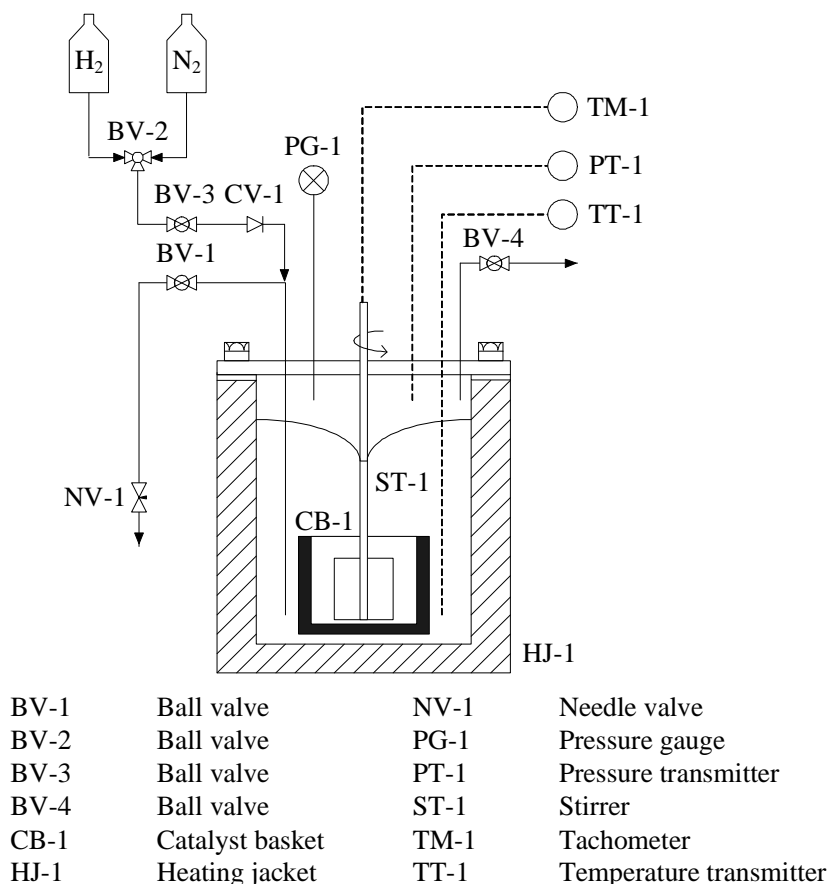 H2 N2
BV-2
TM-1
PG-1
PT-1
BV-3 CV-1
TT-1
BV-1
BV-4
NV-1
ST-1
CB-1
HJ-1
BV-1 Ball valve NV-1 Needle valve
BV-2 Ball valve PG-1 Pressure gauge
BV-3 Ball valve PT-1 Pressure transmitter
BV-4 Ball valve ST-1 Stirrer
CB-1 Catalyst basket TM-1 Tachometer
HJ-1 Heating jacket TT-1 Temperature transmitter